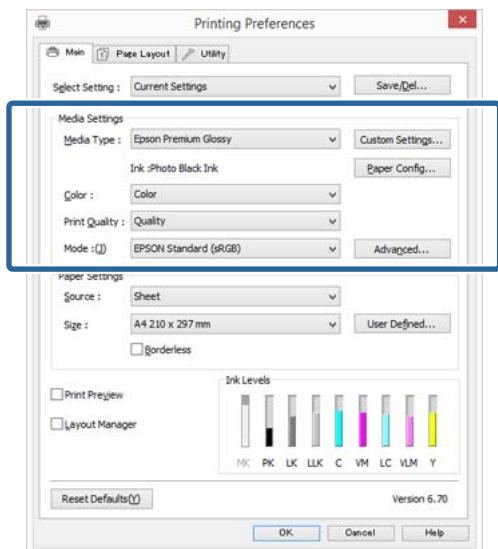 Printing Preferences
Main Page Layout Utility
Select Setting : Current Settings Save/Del...
Media Settings
Media Type : Epson Premium Glossy Custom Settings...
Ink :Photo Black Ink Paper Config...
Color : Color
Print Quality : Quality
Mode :(J) EPSON Standard (sRGB) Advanced...
Paper Settings
Source : Sheet
Size : A4 210 x 297 mm User Defined...
Borderless
Ink Levels
Print Preview
Layout Manager
MK PK LK LLK C VM LC VLM Y
Reset Defaults(Y) Version 6.70
OK Cancel Help